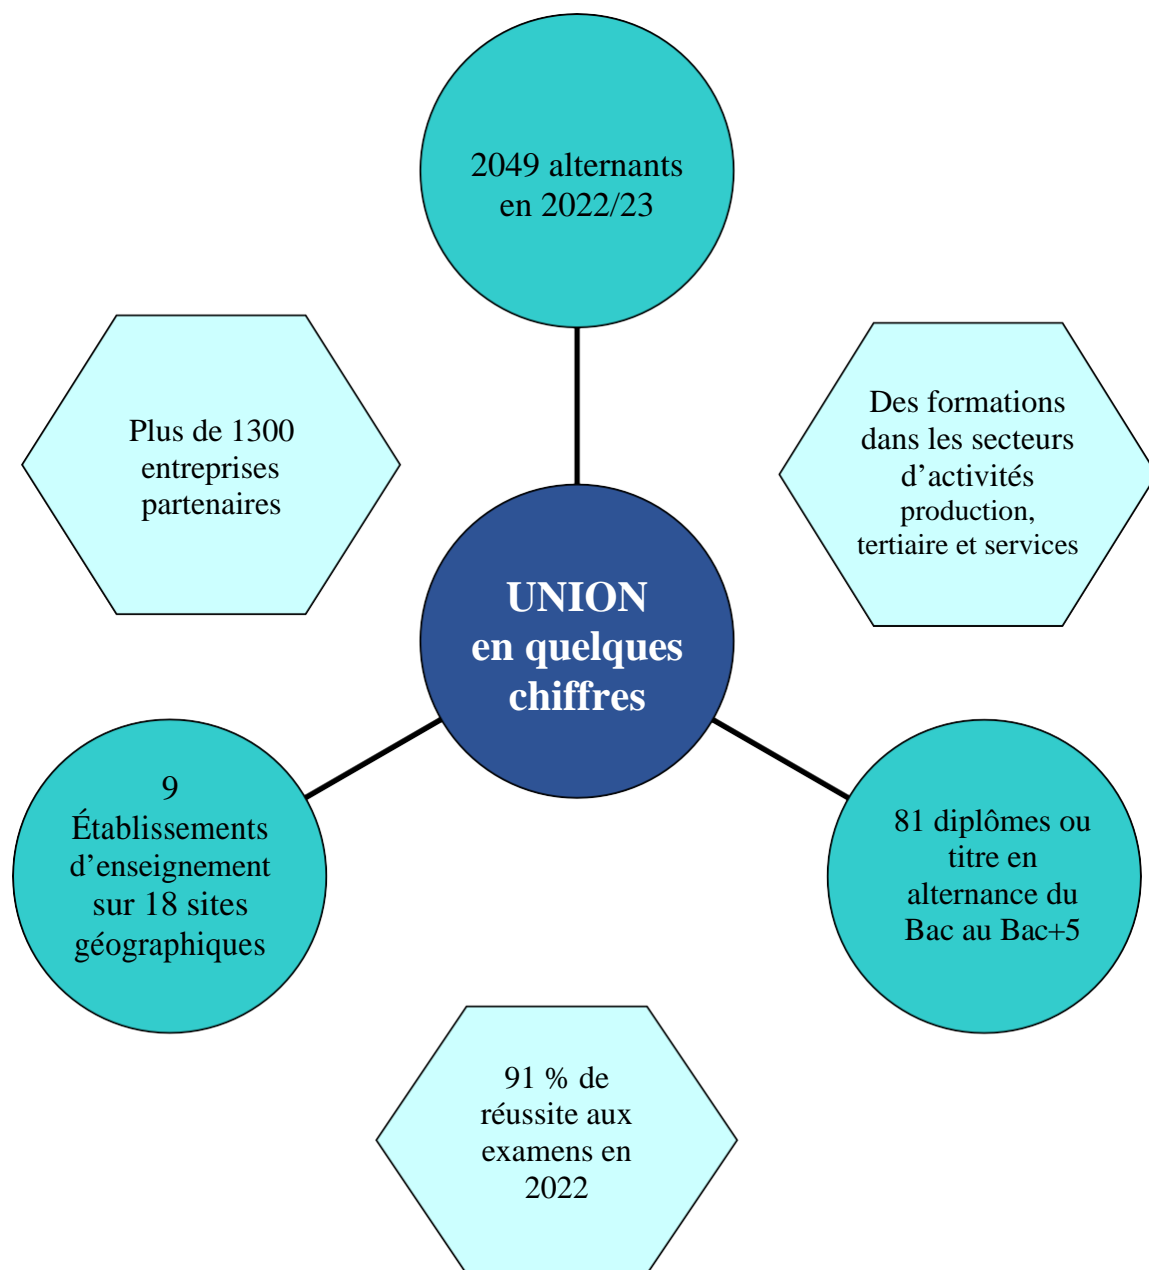 2049 alternants
en 2022/23
Plus de 1300
entreprises
partenaires
Des formations
dans les secteurs
d’activités
production,
tertiaire et services
UNION
en quelques
chiffres
9
Établissements
d’enseignement
sur 18 sites
géographiques
81 diplômes ou
titre en
alternance du
Bac au Bac+5
91 % de
réussite aux
examens en
2022